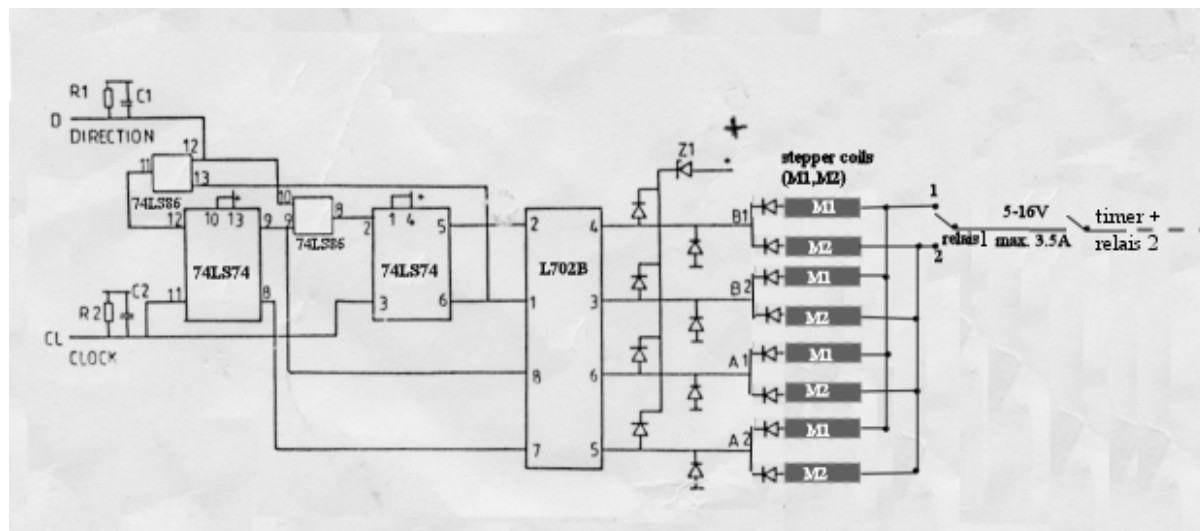 R1
C1
D
DIRECTION
12
11
13
74LS86
12
10
13
9
74LS74
11
8
R2
C2
CL
CLOCK
10
9
8
74LS86
2
1
4
5
74LS74
3
6
2
4
L702B
1
3
8
6
7
5
Z1
+
stepper coils
(M1,M2)
B1
M1
M2
B2
M1
M2
A1
M1
M2
A2
M1
M2
1
2
relais1
5-16V
max. 3.5A
timer +
relais 2